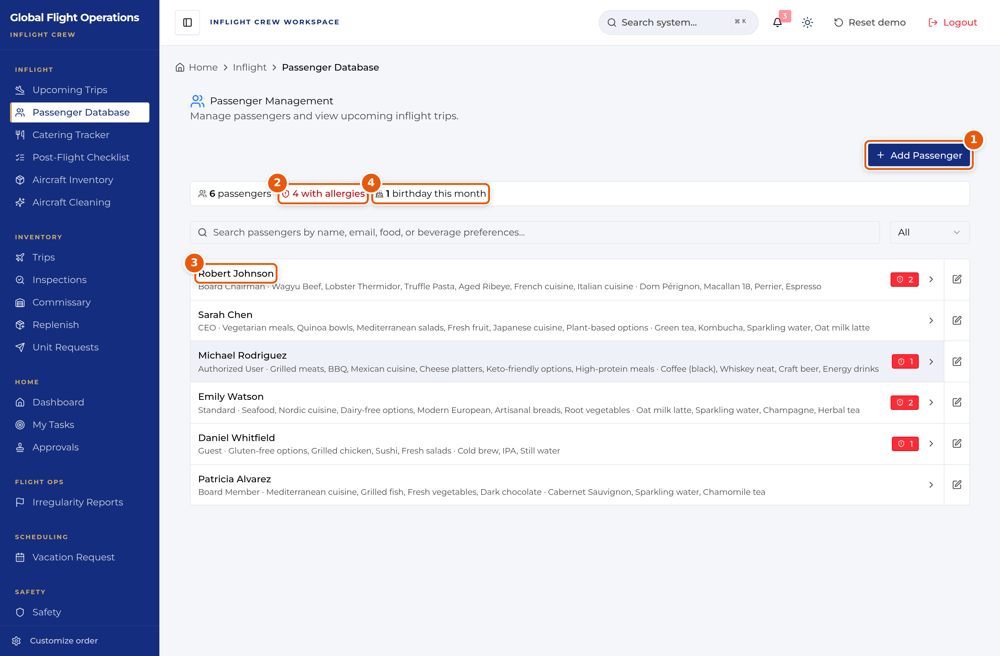 Global Flight Operations
INFLIGHT CREW
INFLIGHT
Upcoming Trips
Passenger Database
Catering Tracker
Post-Flight Checklist
Aircraft Inventory
Aircraft Cleaning
INVENTORY
Trips
Inspections
Commissary
Replenish
Unit Requests
HOME
Dashboard
My Tasks
Approvals
FLIGHT OPS
Irregularity Reports
SCHEDULING
Vacation Request
SAFETY
Safety
Customize order
INFLIGHT CREW WORKSPACE
Search system...
⌘ K
3
Reset demo
Logout
Home > Inflight > Passenger Database
Passenger Management
Manage passengers and view upcoming inflight trips.
1
+ Add Passenger
2
4
6 passengers
4 with allergies
1 birthday this month
Search passengers by name, email, food, or beverage preferences...
All
3
Robert Johnson
Board Chairman · Wagyu Beef, Lobster Thermidor, Truffle Pasta, Aged Ribeye, French cuisine, Italian cuisine · Dom Pérignon, Macallan 18, Perrier, Espresso
2
Sarah Chen
CEO · Vegetarian meals, Quinoa bowls, Mediterranean salads, Fresh fruit, Japanese cuisine, Plant-based options · Green tea, Kombucha, Sparkling water, Oat milk latte
Michael Rodriguez
Authorized User · Grilled meats, BBQ, Mexican cuisine, Cheese platters, Keto-friendly options, High-protein meals · Coffee (black), Whiskey neat, Craft beer, Energy drinks
1
Emily Watson
Standard · Seafood, Nordic cuisine, Dairy-free options, Modern European, Artisanal breads, Root vegetables · Oat milk latte, Sparkling water, Champagne, Herbal tea
2
Daniel Whitfield
Guest · Gluten-free options, Grilled chicken, Sushi, Fresh salads · Cold brew, IPA, Still water
1
Patricia Alvarez
Board Member · Mediterranean cuisine, Grilled fish, Fresh vegetables, Dark chocolate · Cabernet Sauvignon, Sparkling water, Chamomile tea